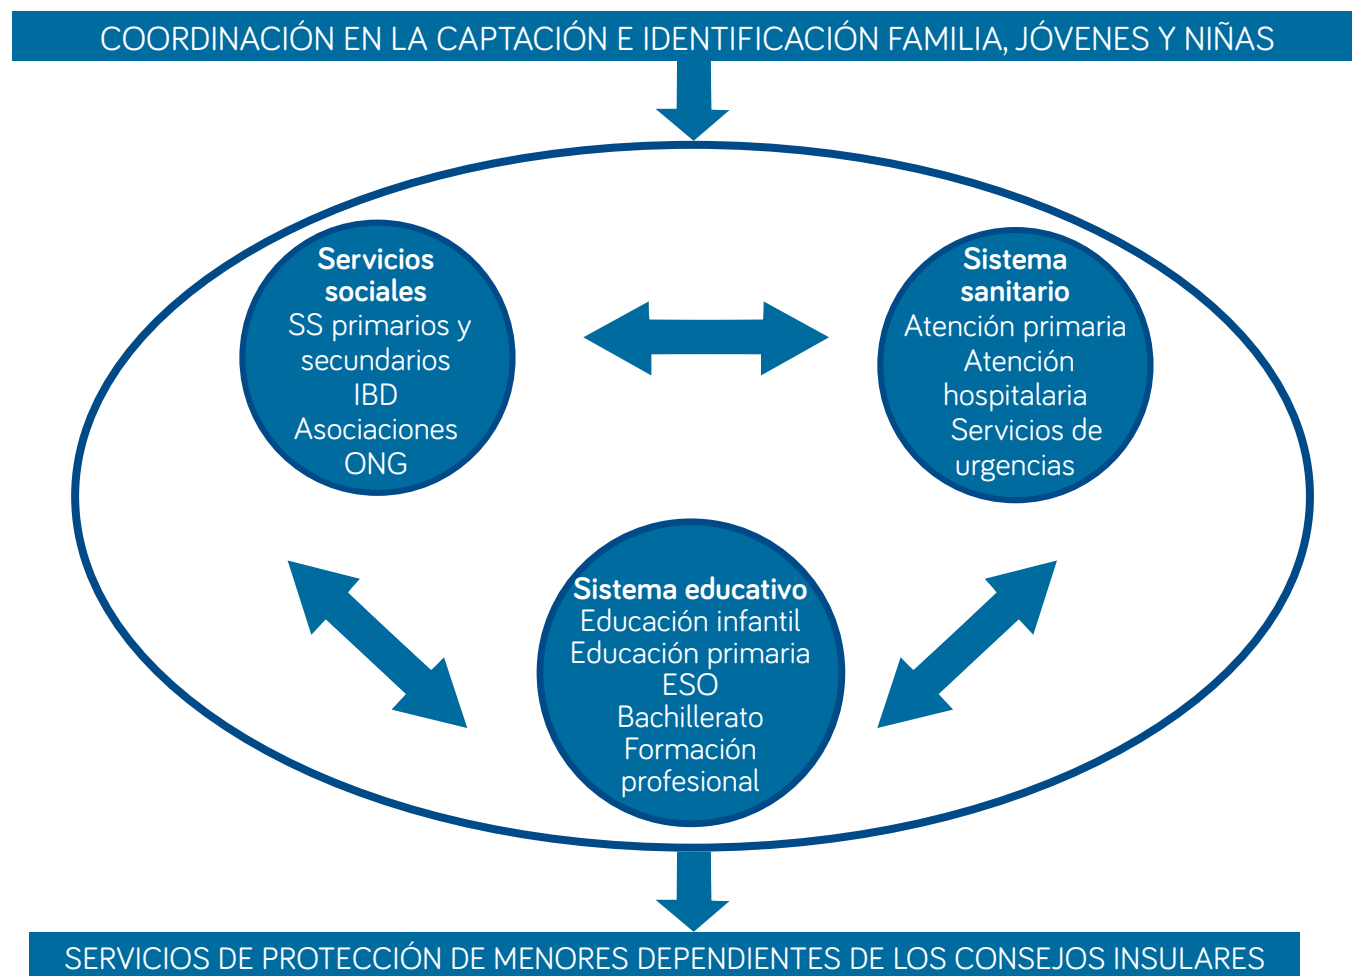 COORDINACIÓN EN LA CAPTACIÓN E IDENTIFICACIÓN FAMILIA, JÓVENES Y NIÑAS
Servicios
sociales
SS primarios y
secundarios
IBD
Asociaciones
ONG
Sistema
sanitario
Atención primaria
Atención
hospitalaria
Servicios de
urgencias
Sistema educativo
Educación infantil
Educación primaria
ESO
Bachillerato
Formación
profesional
SERVICIOS DE PROTECCIÓN DE MENORES DEPENDIENTES DE LOS CONSEJOS INSULARES